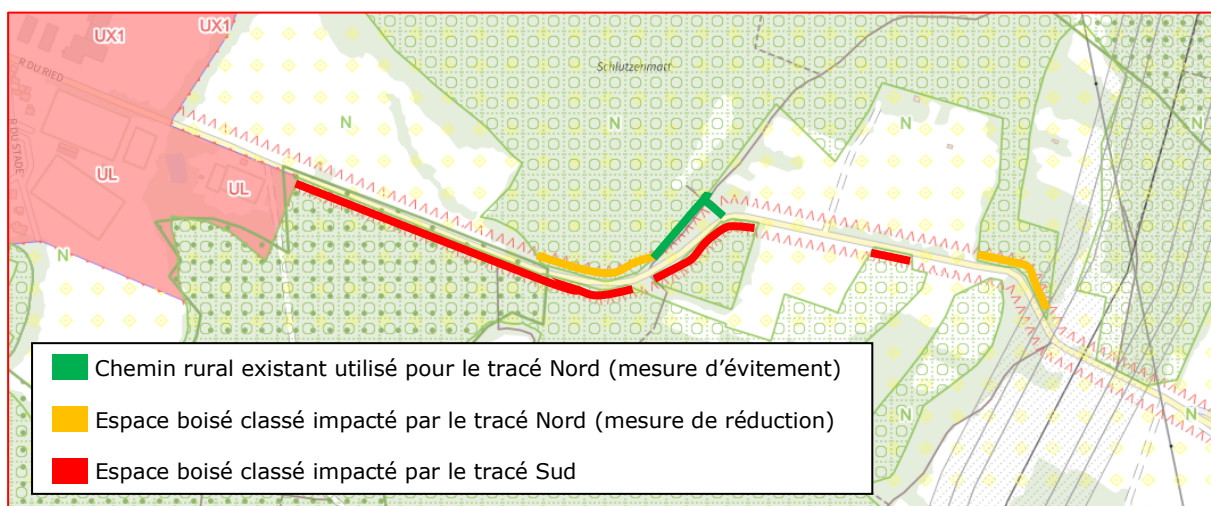 UX1
UX1
R DU RIED
Schlutzenmatt
N
N
N
R DU STADE
UL
UL
N
N
N
Chemin rural existant utilisé pour le tracé Nord (mesure d'évitement)
Espace boisé classé impacté par le tracé Nord (mesure de réduction)
Espace boisé classé impacté par le tracé Sud
N